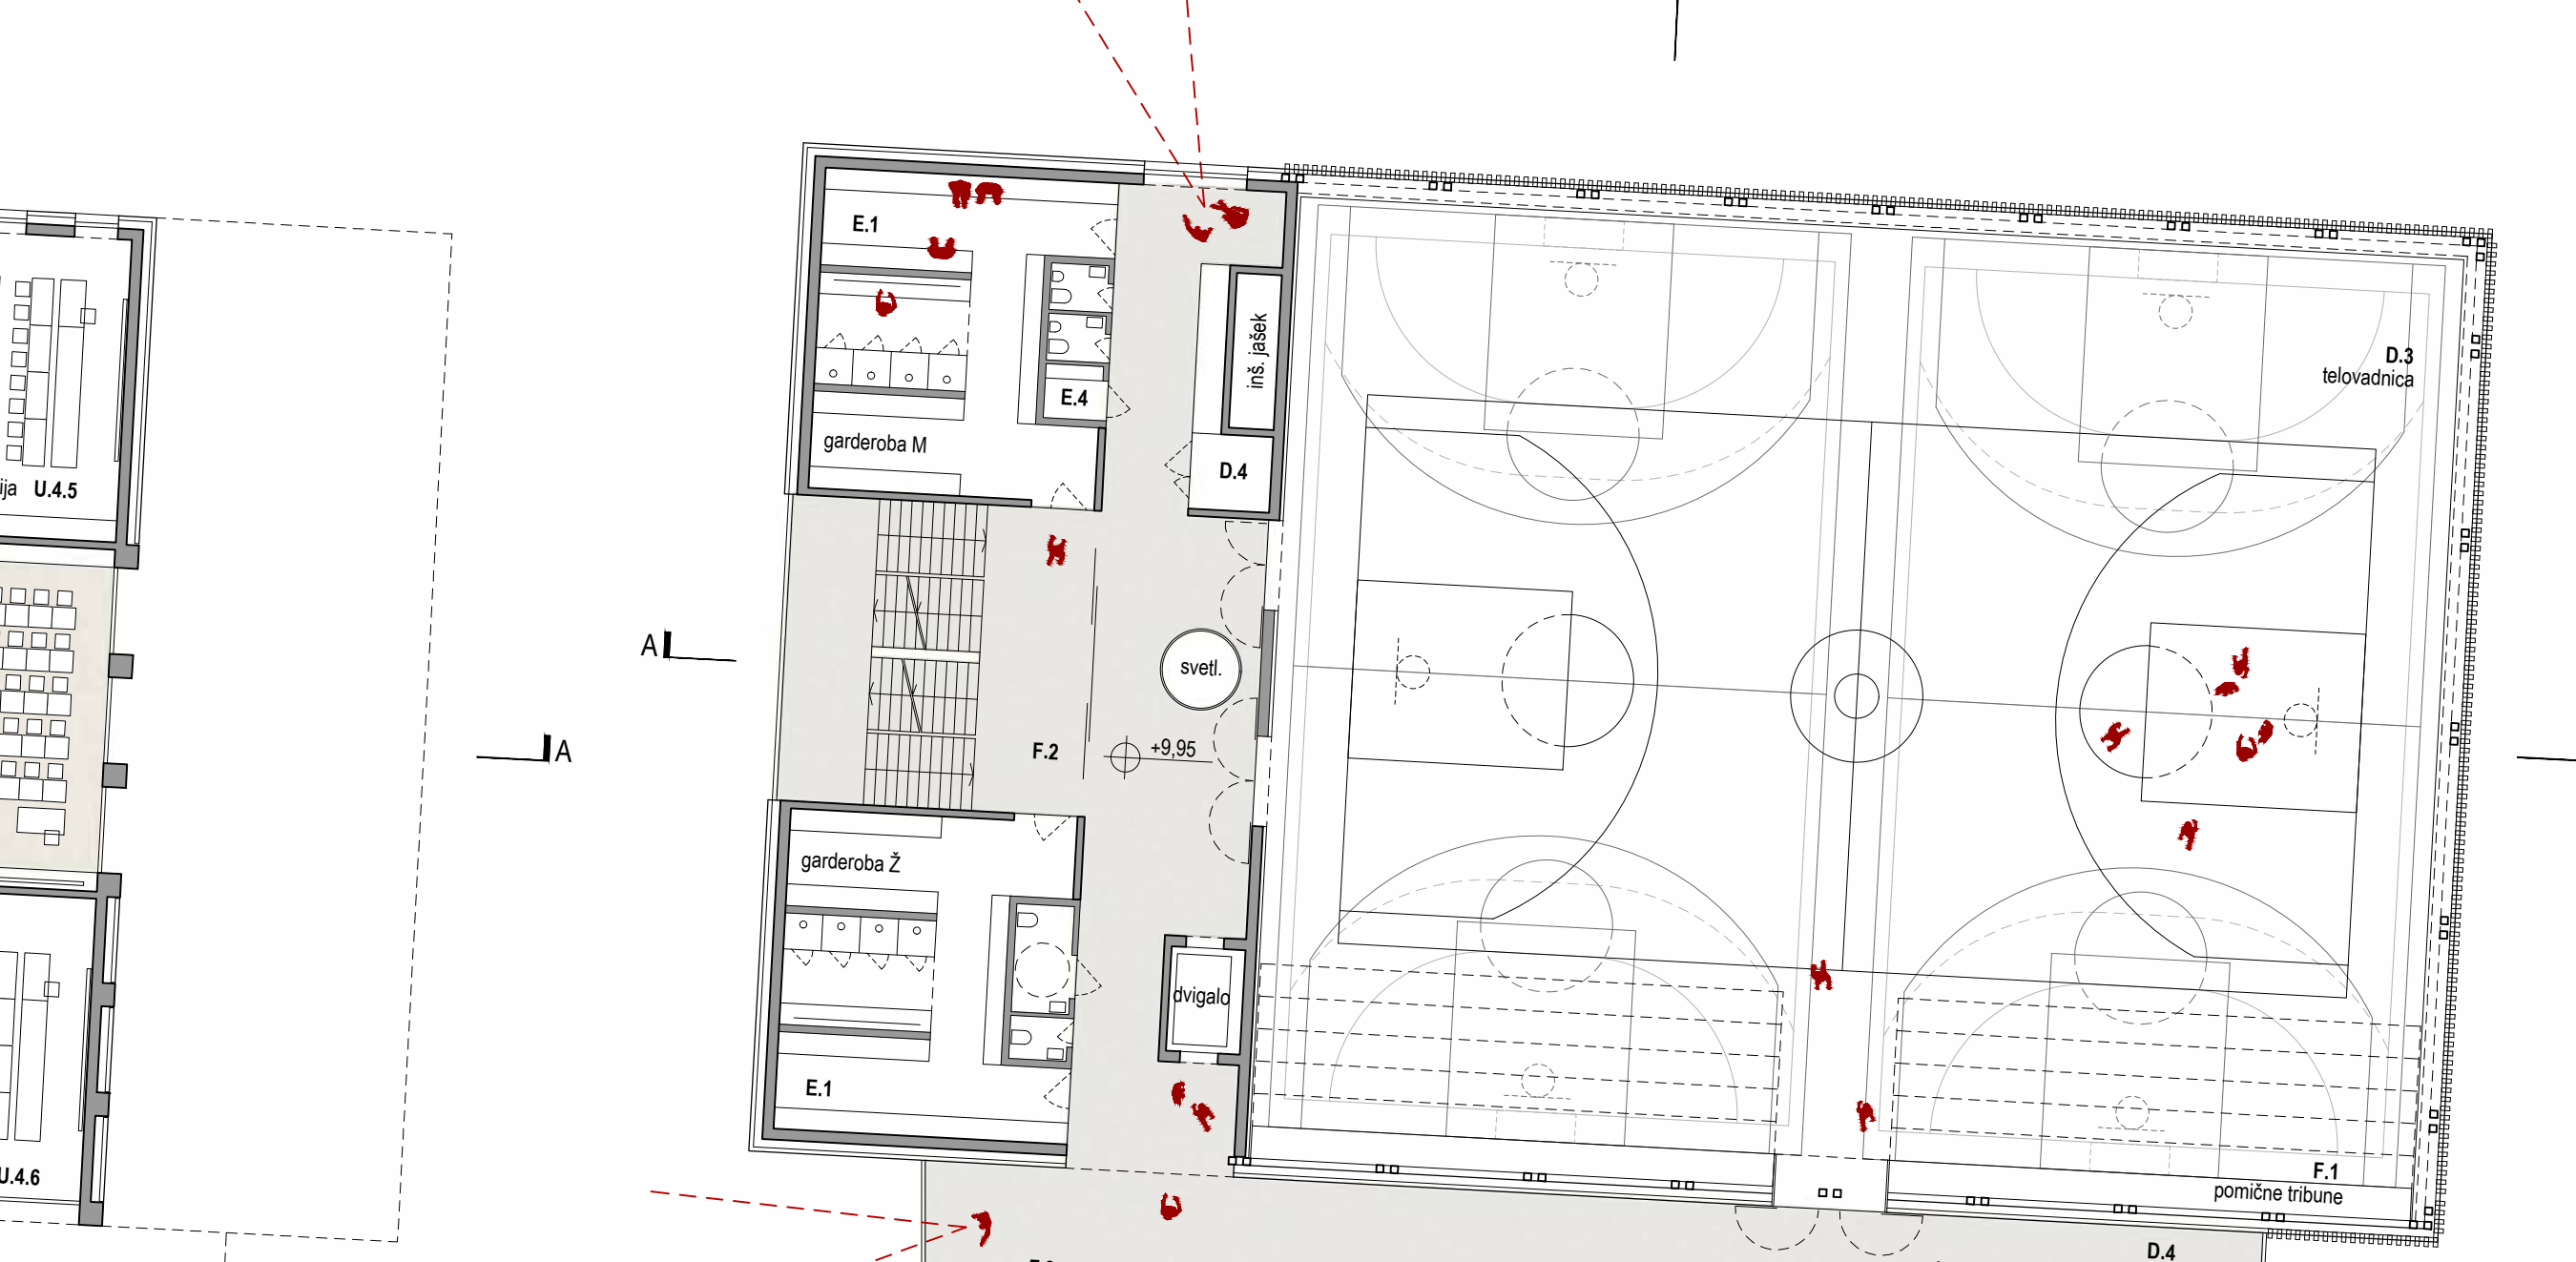 E.1
inš. jašek
D.3
telovadnica
E.4
garderoba M
D.4
ija U.4.5
A
svetl.
A
F.2
+9,95
garderoba Ž
dvigalo
E.1
U.4.6
F.1
pomične tribune
D.4